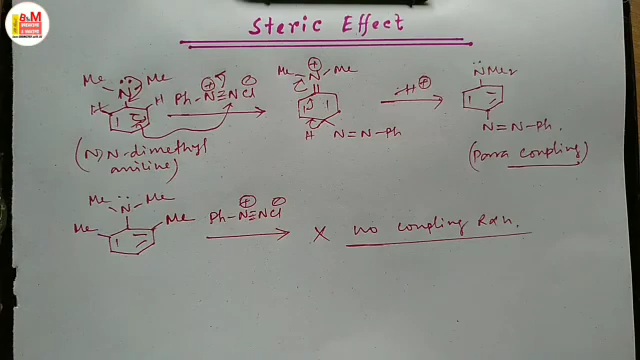 B&M
Steric Effect
Me N Me
H H
Ph-N≡NCl
Me N Me
H N=N-Ph
-H⊕
NMe2
N=N-Ph.
(N,N-dimethyl
aniline)
(Para coupling)
Me N Me
Me Me
Ph-N≡NCl
X no coupling Rxn.